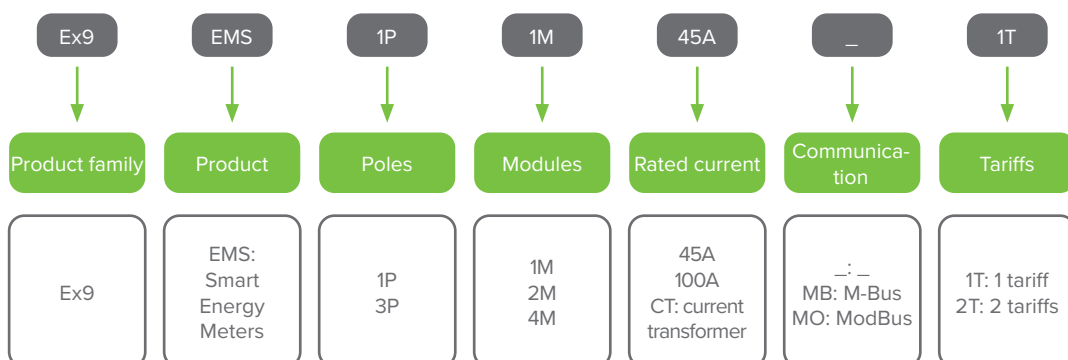 Ex9 EMS 1P 1M 45A _ 1T
Product family Product Poles Modules Rated current Communica-
tion Tariffs
Ex9
EMS:
Smart
Energy
Meters
1P
3P
1M
2M
4M
45A
100A
CT: current
transformer
_: _
MB: M-Bus
MO: ModBus
1T: 1 tariff
2T: 2 tariffs